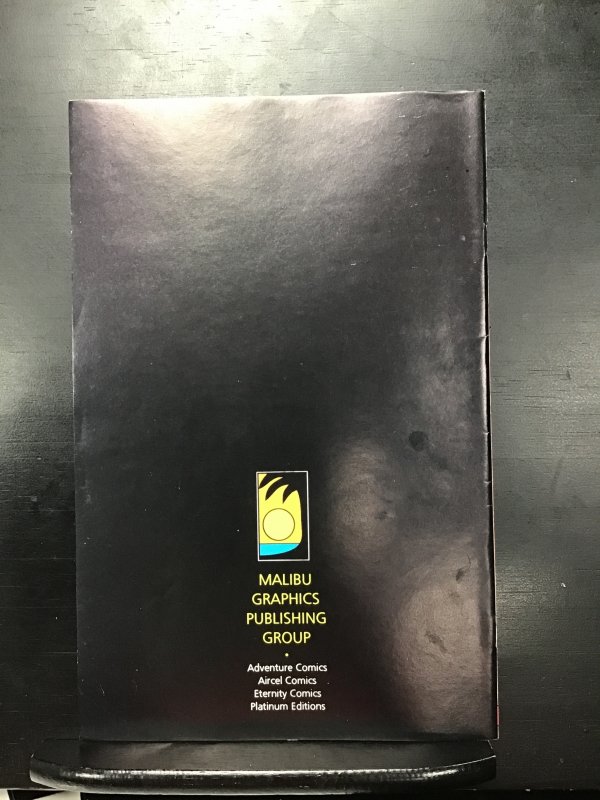 MALIBU
GRAPHICS
PUBLISHING
GROUP
•
Adventure Comics
Aircel Comics
Eternity Comics
Platinum Editions